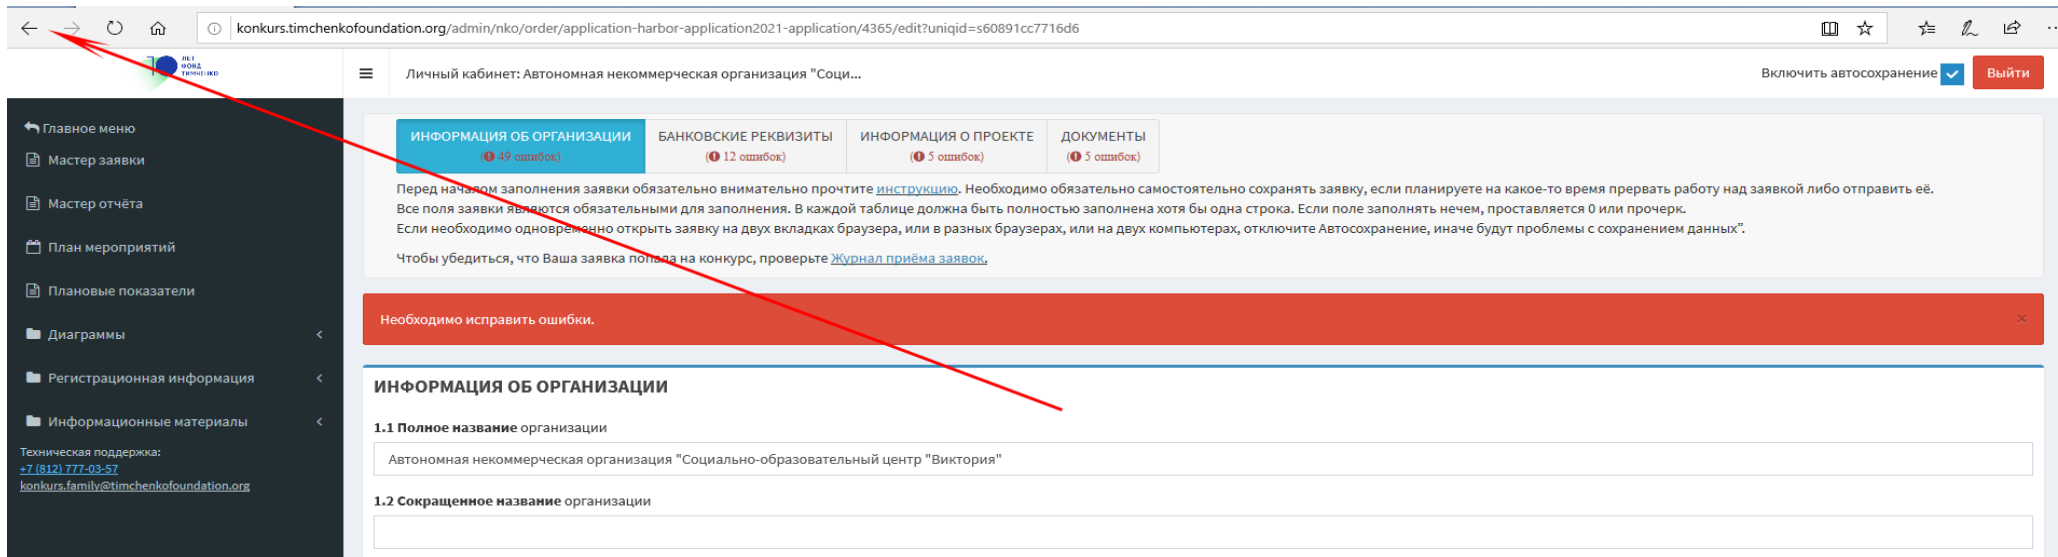 konkurs.timchenkofoundation.org/admin/nko/order/application-harbor-application2021-application/4365/edit?uniqid=s60891cc7716d6
10 ЛЕТ
ФОНД
ТИМЧЕНКО
Личный кабинет: Автономная некоммерческая организация "Соци...
Включить автосохранение
Выйти
Главное меню
Мастер заявки
Мастер отчёта
План мероприятий
Плановые показатели
Диаграммы
Регистрационная информация
Информационные материалы
Техническая поддержка:
+7 (812) 777-03-57
konkurs.family@timchenkofoundation.org
ИНФОРМАЦИЯ ОБ ОРГАНИЗАЦИИ
(49 ошибок)
БАНКОВСКИЕ РЕКВИЗИТЫ
(12 ошибок)
ИНФОРМАЦИЯ О ПРОЕКТЕ
(5 ошибок)
ДОКУМЕНТЫ
(5 ошибок)
Перед началом заполнения заявки обязательно внимательно прочтите инструкцию. Необходимо обязательно самостоятельно сохранять заявку, если планируете на какое-то время прервать работу над заявкой либо отправить её.
Все поля заявки являются обязательными для заполнения. В каждой таблице должна быть полностью заполнена хотя бы одна строка. Если поле заполнять нечем, проставляется 0 или прочерк.
Если необходимо одновременно открыть заявку на двух вкладках браузера, или в разных браузерах, или на двух компьютерах, отключите Автосохранение, иначе будут проблемы с сохранением данных”.
Чтобы убедиться, что Ваша заявка попала на конкурс, проверьте Журнал приёма заявок.
Необходимо исправить ошибки.
ИНФОРМАЦИЯ ОБ ОРГАНИЗАЦИИ
1.1 Полное название организации
Автономная некоммерческая организация "Социально-образовательный центр "Виктория"
1.2 Сокращенное название организации